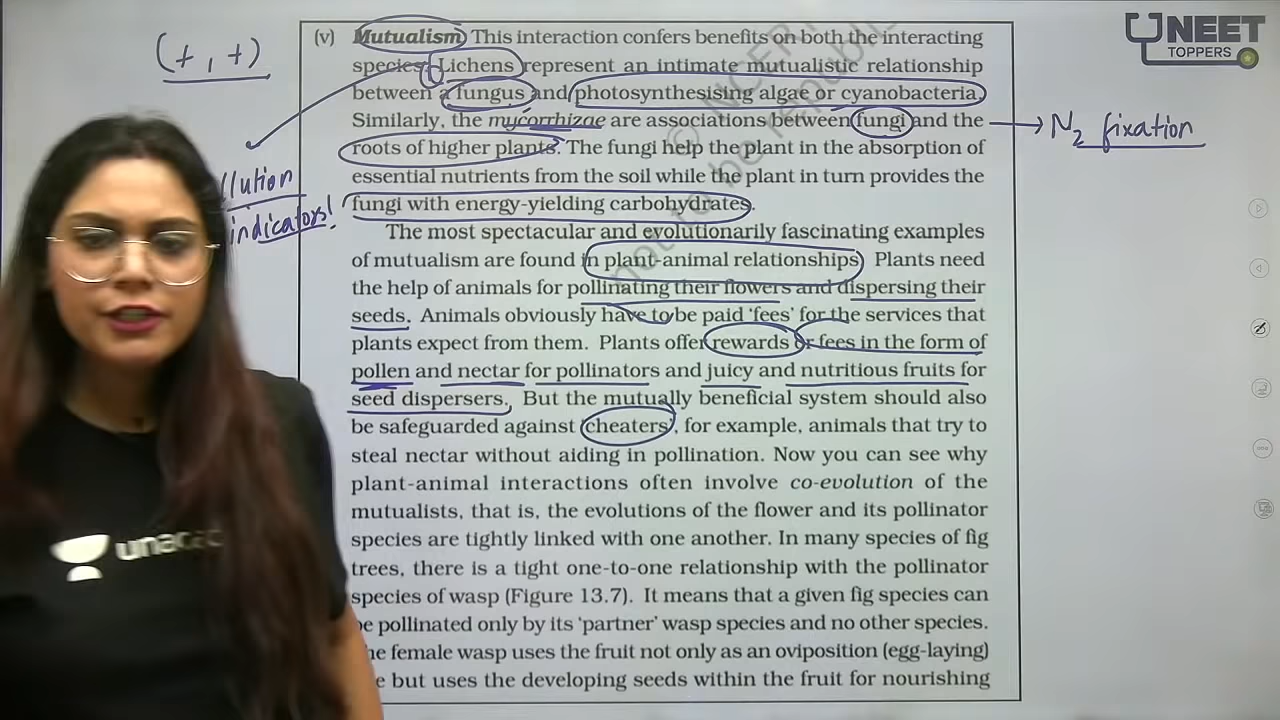 UNEET
TOPPERS
(+, +)
(v) Mutualism This interaction confers benefits on both the interacting
species. Lichens represent an intimate mutualistic relationship
between a fungus and photosynthesising algae or cyanobacteria.
Similarly, the mycorrhizae are associations between fungi and the
N2 fixation
roots of higher plants. The fungi help the plant in the absorption of
essential nutrients from the soil while the plant in turn provides the
llution
fungi with energy-yielding carbohydrates.
indicators!
The most spectacular and evolutionarily fascinating examples
of mutualism are found in plant-animal relationships. Plants need
the help of animals for pollinating their flowers and dispersing their
seeds. Animals obviously have to be paid ‘fees’ for the services that
plants expect from them. Plants offer rewards or fees in the form of
pollen and nectar for pollinators and juicy and nutritious fruits for
seed dispersers. But the mutually beneficial system should also
be safeguarded against ‘cheaters’, for example, animals that try to
steal nectar without aiding in pollination. Now you can see why
plant-animal interactions often involve co-evolution of the
mutualists, that is, the evolutions of the flower and its pollinator
species are tightly linked with one another. In many species of fig
trees, there is a tight one-to-one relationship with the pollinator
species of wasp (Figure 13.7). It means that a given fig species can
be pollinated only by its ‘partner’ wasp species and no other species.
he female wasp uses the fruit not only as an oviposition (egg-laying)
e but uses the developing seeds within the fruit for nourishing
© NCERT
not to be republis
unacad